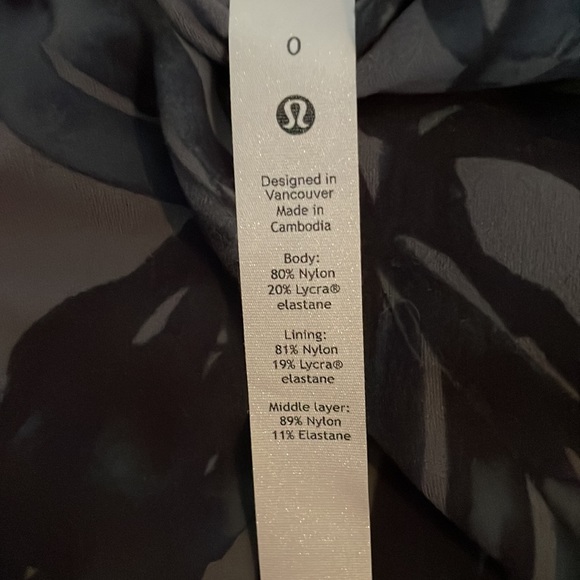 0
Designed in
Vancouver
Made in
Cambodia
Body:
80% Nylon
20% Lycra®
elastane
Lining:
81% Nylon
19% Lycra®
elastane
Middle layer:
89% Nylon
11% Elastane